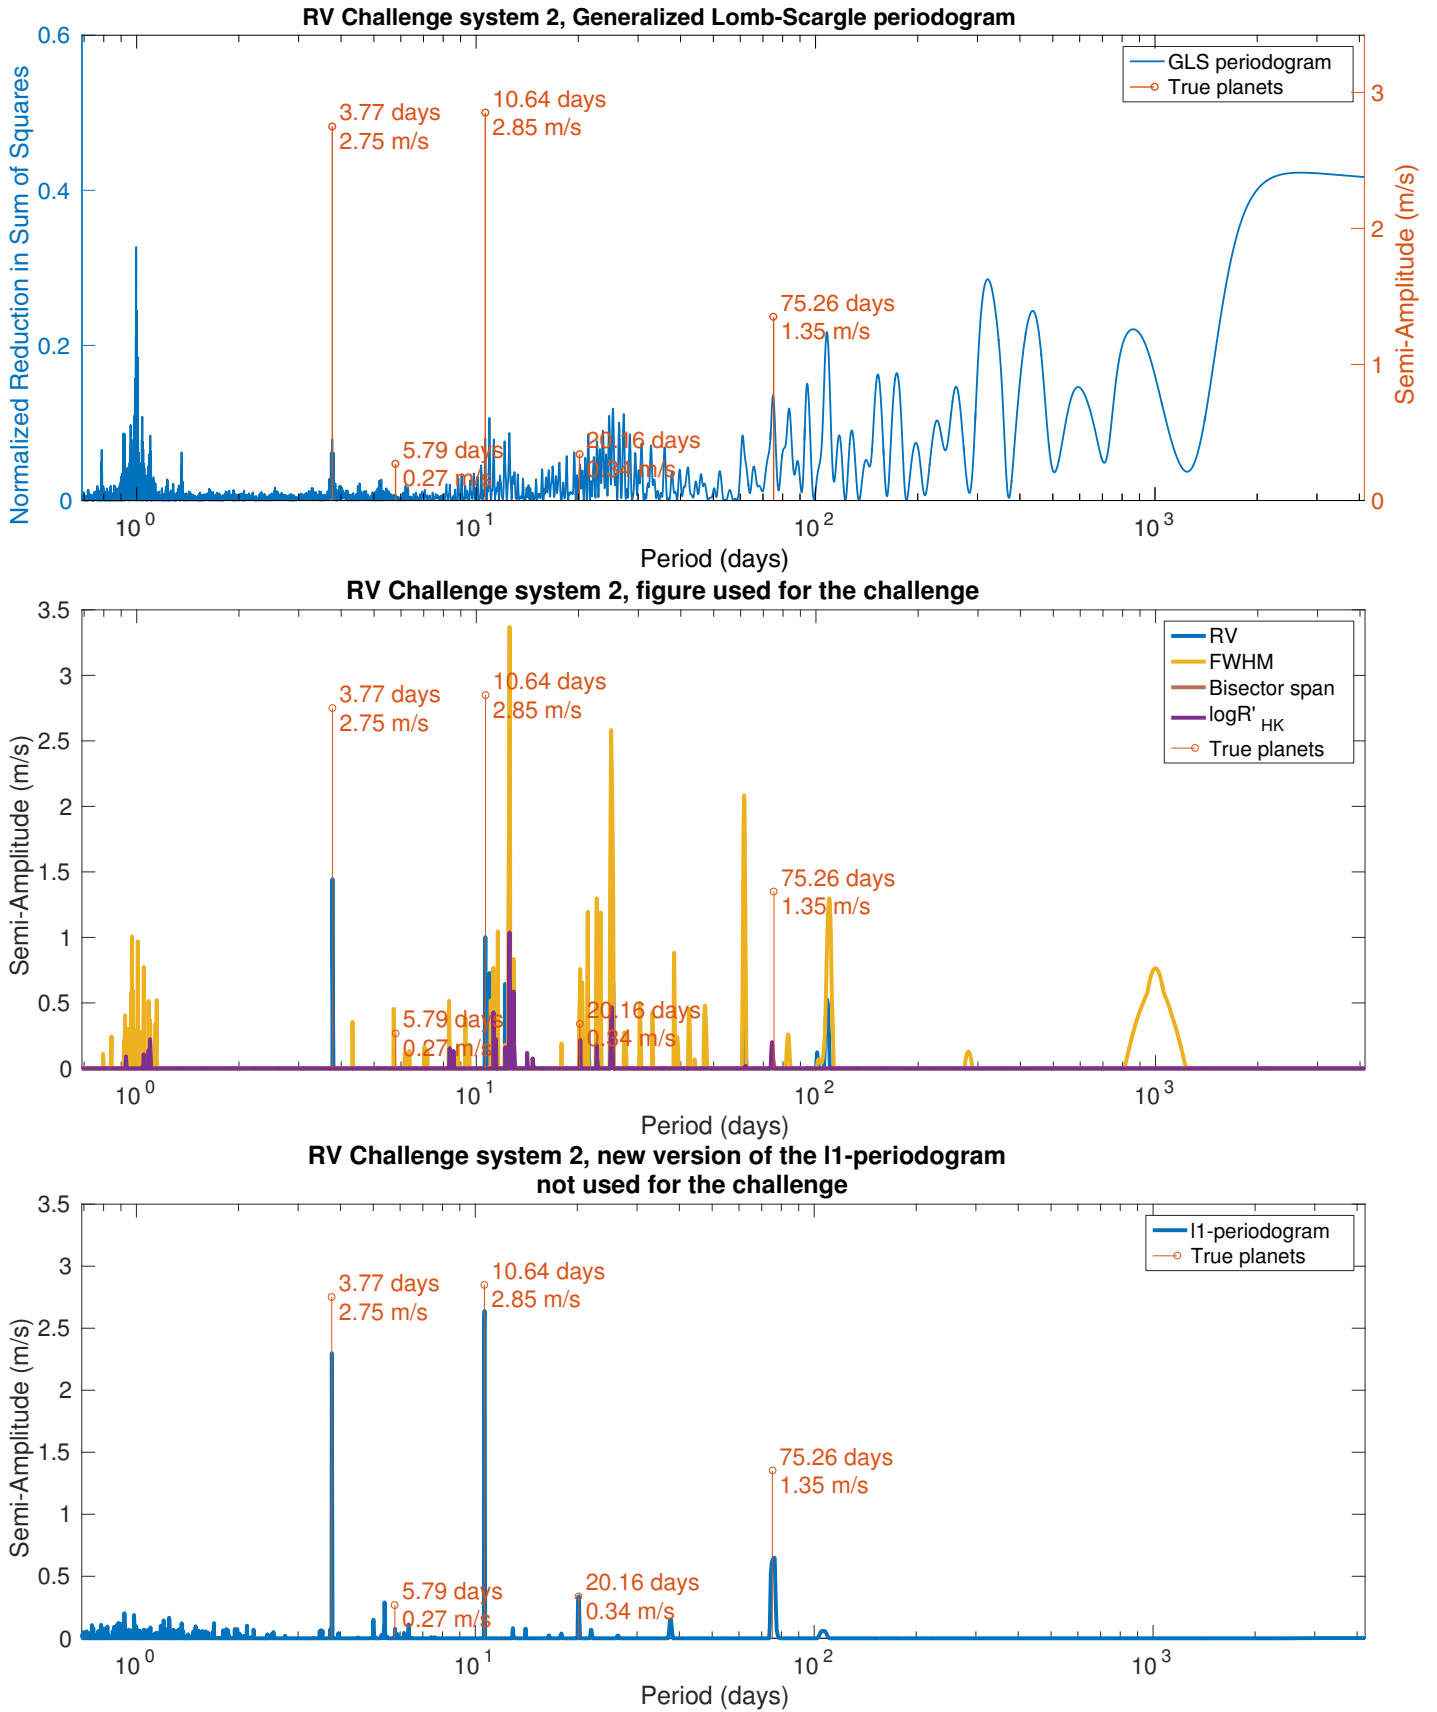 RV Challenge system 2, Generalized Lomb-Scargle periodogram
Normalized Reduction in Sum of Squares
0.6
0.4
0.2
0
3
2
1
0
Semi-Amplitude (m/s)
GLS periodogram
True planets
3.77 days
2.75 m/s
10.64 days
2.85 m/s
75.26 days
1.35 m/s
5.79 days
0.27 m/s
20.16 days
0.34 m/s
10^0
10^1
10^2
10^3
Period (days)
RV Challenge system 2, figure used for the challenge
Semi-Amplitude (m/s)
3.5
3
2.5
2
1.5
1
0.5
0
RV
FWHM
Bisector span
logR'HK
True planets
3.77 days
2.75 m/s
10.64 days
2.85 m/s
75.26 days
1.35 m/s
5.79 days
0.27 m/s
20.16 days
0.34 m/s
10^0
10^1
10^2
10^3
Period (days)
RV Challenge system 2, new version of the l1-periodogram
not used for the challenge
Semi-Amplitude (m/s)
3.5
3
2.5
2
1.5
1
0.5
0
l1-periodogram
True planets
3.77 days
2.75 m/s
10.64 days
2.85 m/s
75.26 days
1.35 m/s
5.79 days
0.27 m/s
20.16 days
0.34 m/s
10^0
10^1
10^2
10^3
Period (days)